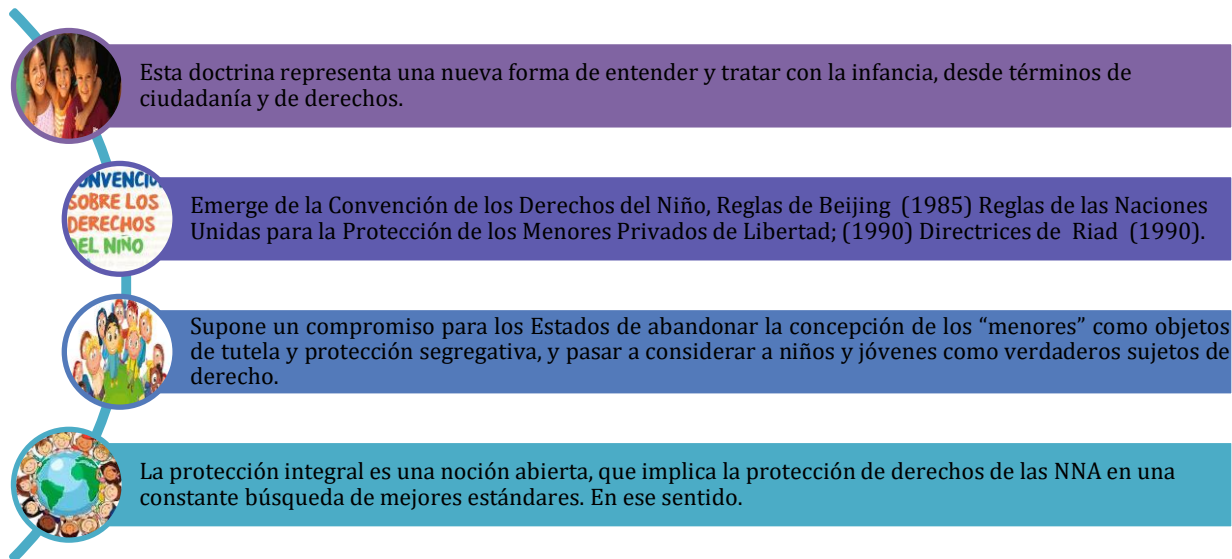 Esta doctrina representa una nueva forma de entender y tratar con la infancia, desde términos de
ciudadanía y de derechos.
SOBRE LOS
DERECHOS
DEL NIÑO
Emerge de la Convención de los Derechos del Niño, Reglas de Beijing (1985) Reglas de las Naciones
Unidas para la Protección de los Menores Privados de Libertad; (1990) Directrices de Riad (1990).
Supone un compromiso para los Estados de abandonar la concepción de los “menores” como objetos
de tutela y protección segregativa, y pasar a considerar a niños y jóvenes como verdaderos sujetos de
derecho.
La protección integral es una noción abierta, que implica la protección de derechos de las NNA en una
constante búsqueda de mejores estándares. En ese sentido.